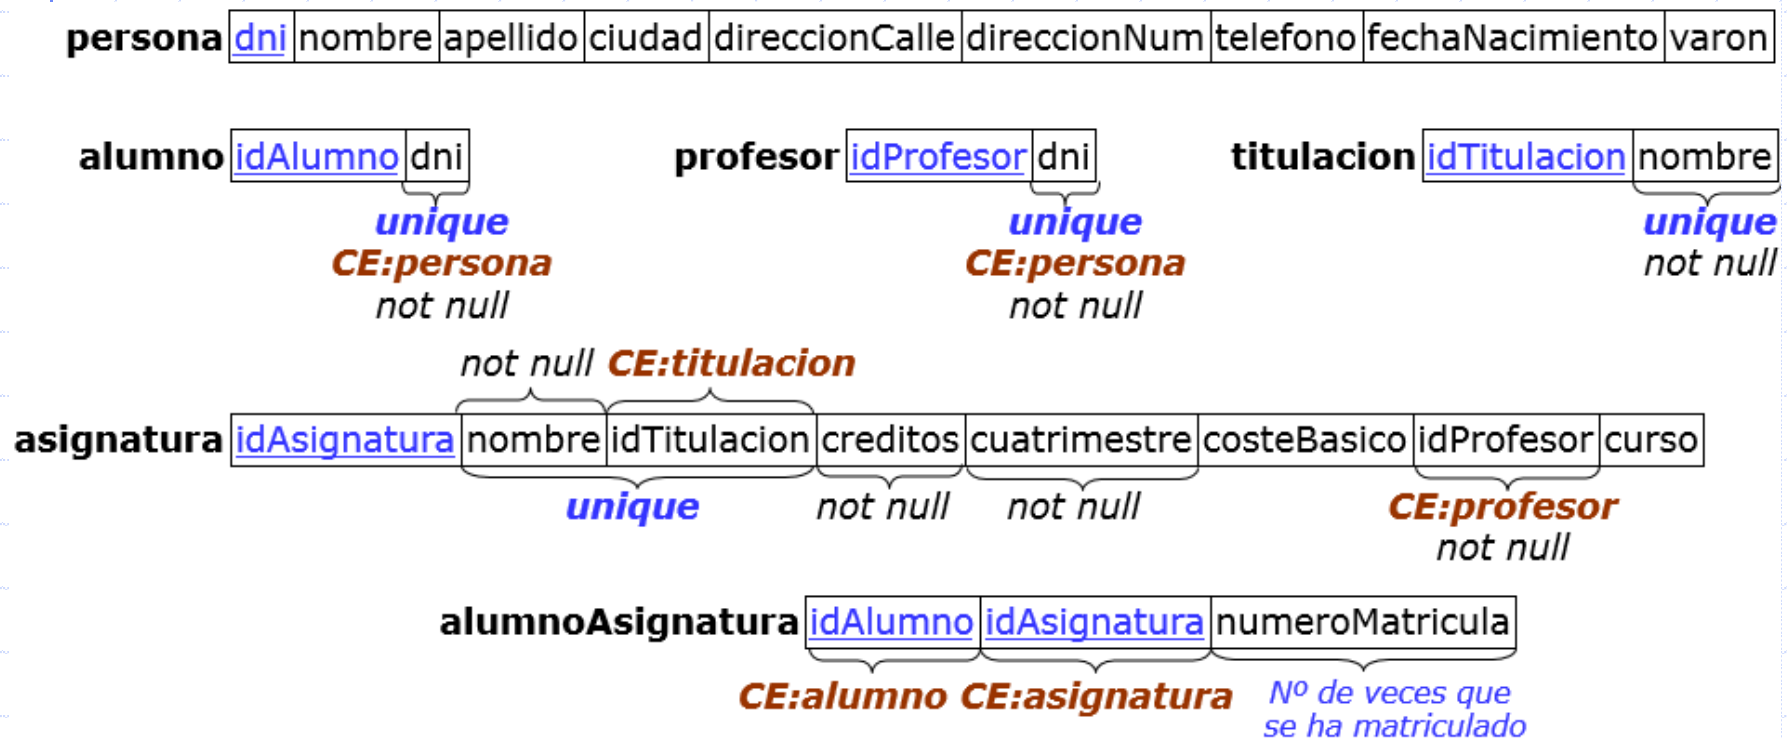 persona dni nombre apellido ciudad direccionCalle direccionNum telefono fechaNacimiento varon
alumno idAlumno dni profesor idProfesor dni titulacion idTitulacion nombre
unique unique unique
CE:persona CE:persona not null
not null not null
not null CE:titulacion
asignatura idAsignatura nombre idTitulacion creditos cuatrimestre costeBasico idProfesor curso
unique not null not null CE:profesor
not null
alumnoAsignatura idAlumno idAsignatura numeroMatricula
CE:alumno CE:asignatura Nº de veces que
se ha matriculado